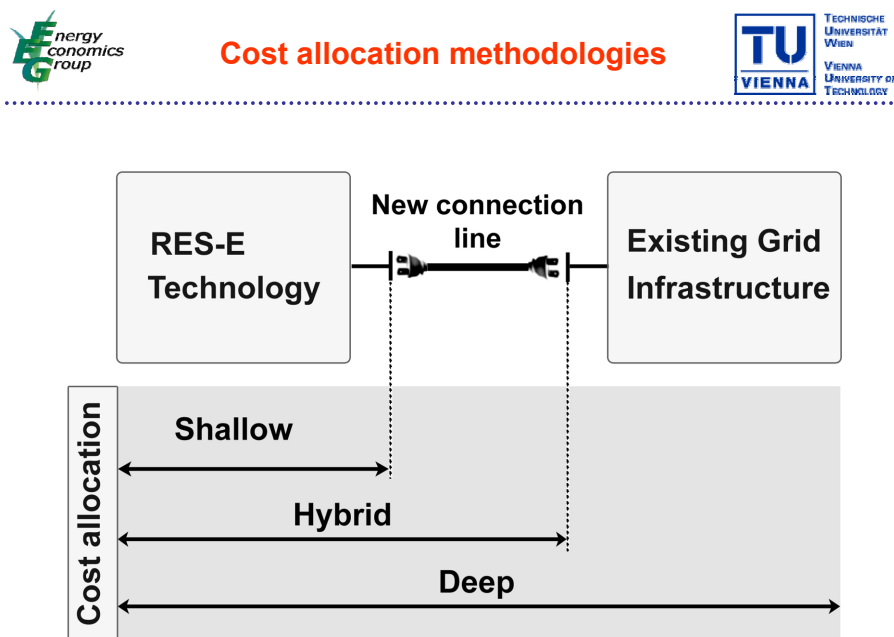 Energy
Economics
Group
Cost allocation methodologies
TU
VIENNA
TECHNISCHE
UNIVERSITÄT
WIEN
VIENNA
UNIVERSITY OF
TECHNOLOGY
RES-E
Technology
New connection
line
Existing Grid
Infrastructure
Cost allocation
Shallow
Hybrid
Deep